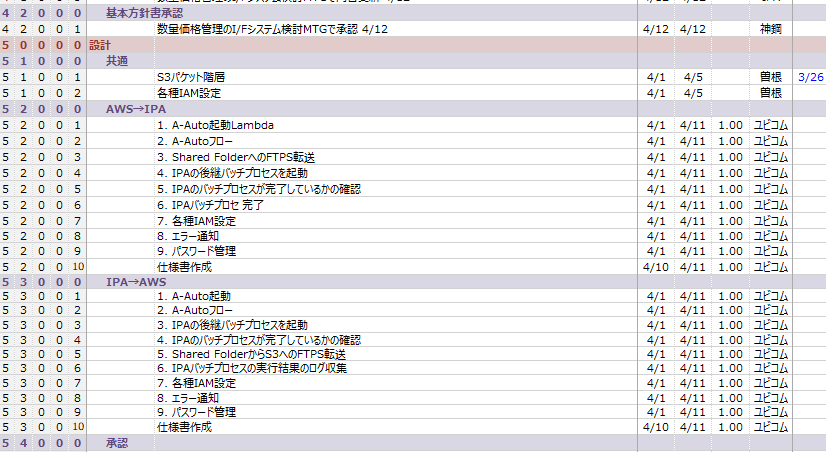 4 2 0 0 0 基本方針書承認
4 2 0 0 1 数量価格管理のI/Fシステム検討MTGで承認 4/12 4/12 4/12 神鋼
5 0 0 0 0 設計
5 1 0 0 0 共通
5 1 0 0 1 S3パケット階層 4/1 4/5 曽根 3/26
5 1 0 0 2 各種IAM設定 4/1 4/5 曽根
5 2 0 0 0 AWS→IPA
5 2 0 0 1 1. A-Auto起動Lambda 4/1 4/11 1.00 ユビコム
5 2 0 0 2 2. A-Autoフロー 4/1 4/11 1.00 ユビコム
5 2 0 0 3 3. Shared FolderへのFTPS転送 4/1 4/11 1.00 ユビコム
5 2 0 0 4 4. IPAの後継バッチプロセスを起動 4/1 4/11 1.00 ユビコム
5 2 0 0 5 5. IPAのバッチプロセスが完了しているかの確認 4/1 4/11 1.00 ユビコム
5 2 0 0 6 6. IPAバッチプロセ 完了 4/1 4/11 1.00 ユビコム
5 2 0 0 7 7. 各種IAM設定 4/1 4/11 1.00 ユビコム
5 2 0 0 8 8. エラー通知 4/1 4/11 1.00 ユビコム
5 2 0 0 9 9. パスワード管理 4/1 4/11 1.00 ユビコム
5 2 0 0 10 仕様書作成 4/10 4/11 1.00 ユビコム
5 3 0 0 0 IPA→AWS
5 3 0 0 1 1. A-Auto起動 4/1 4/11 1.00 ユビコム
5 3 0 0 2 2. A-Autoフロー 4/1 4/11 1.00 ユビコム
5 3 0 0 3 3. IPAの後継バッチプロセスを起動 4/1 4/11 1.00 ユビコム
5 3 0 0 4 4. IPAのバッチプロセスが完了しているかの確認 4/1 4/11 1.00 ユビコム
5 3 0 0 5 5. Shared FolderからS3へのFTPS転送 4/1 4/11 1.00 ユビコム
5 3 0 0 6 6. IPAバッチプロセスの実行結果のログ収集 4/1 4/11 1.00 ユビコム
5 3 0 0 7 7. 各種IAM設定 4/1 4/11 1.00 ユビコム
5 3 0 0 8 8. エラー通知 4/1 4/11 1.00 ユビコム
5 3 0 0 9 9. パスワード管理 4/1 4/11 1.00 ユビコム
5 3 0 0 10 仕様書作成 4/10 4/11 1.00 ユビコム
5 4 0 0 0 承認